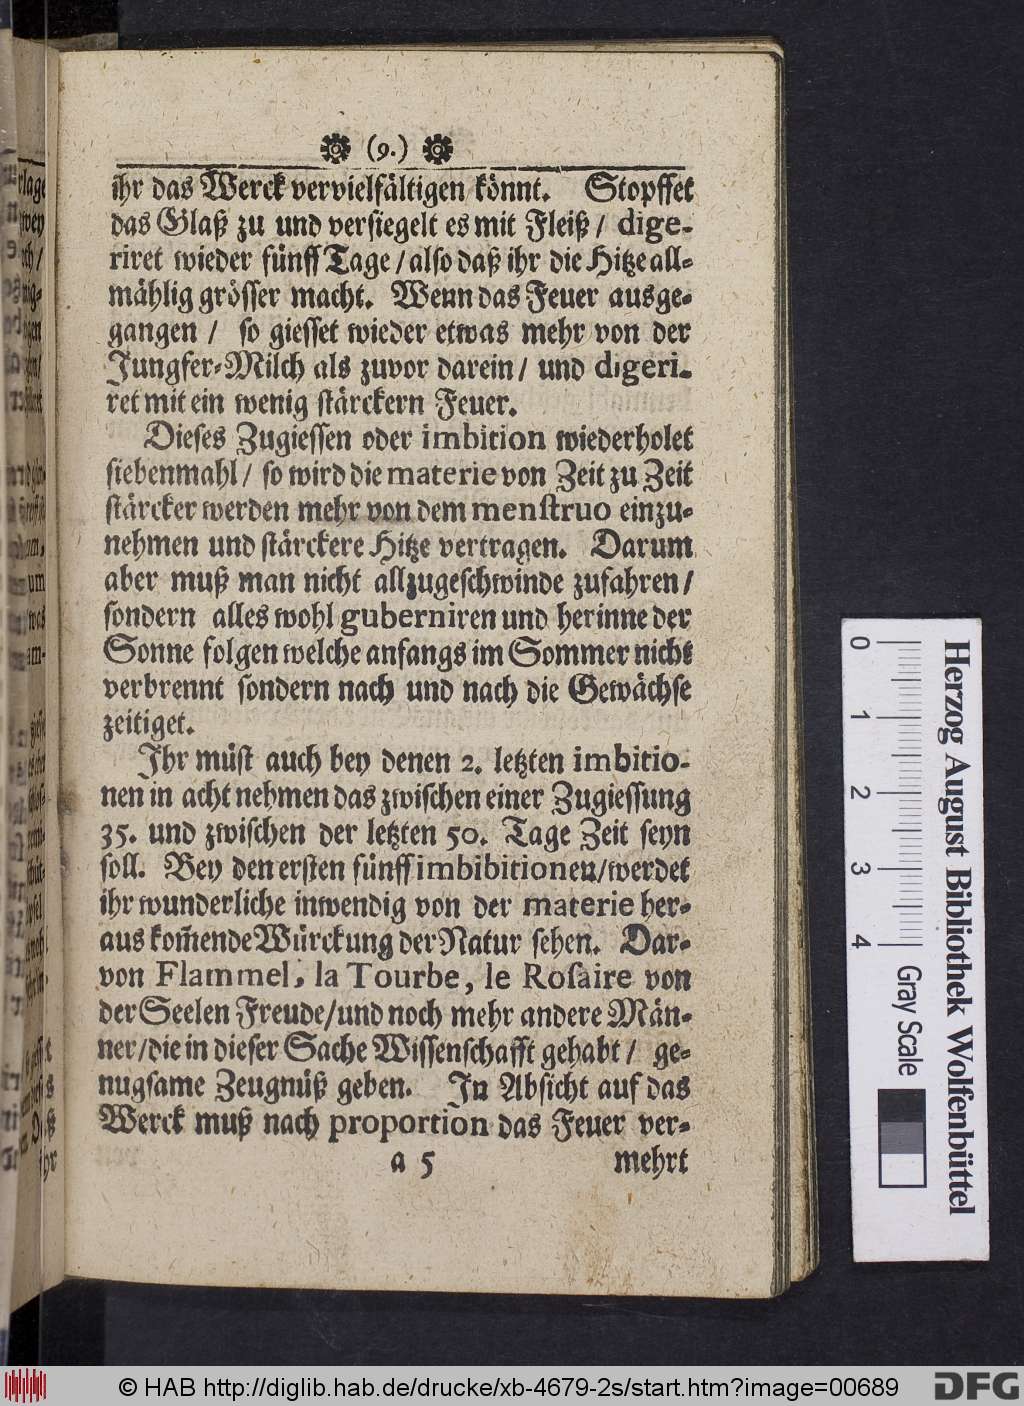 (9.)
ihr das Werck vervielfältigen könnt. Stopffet
das Glaß zu und versiegelt es mit Fleiß / dige-
riret wieder fünff Tage / also daß ihr die Hitze all-
mählig grösser macht. Wenn das Feuer ausge-
gangen / so giesset wieder etwas mehr von der
Jungfer-Milch als zuvor darein / und digeri-
ret mit ein wenig stärckern Feuer.
Dieses Zugiessen oder imbition wiederholet
siebenmahl / so wird die materie von Zeit zu Zeit
stärcker werden mehr von dem menstruo einzu-
nehmen und stärckere Hitze vertragen. Darum
aber muß man nicht allzugeschwinde zufahren /
sondern alles wohl guberniren und herinne der
Sonne folgen welche anfangs im Sommer nicht
verbrennt sondern nach und nach die Gewächse
zeitiget.
Ihr müst auch bey denen 2. letzten imbitio-
nen in acht nehmen das zwischen einer Zugiessung
35. und zwischen der letzten 50. Tage Zeit seyn
soll. Bey den ersten fünff imbibitionen / werdet
ihr wunderliche inwendig von der materie her-
aus kom̃ende Würckung der Natur sehen. Dar-
von Flammel, la Tourbe, le Rosaire von
der Seelen Freude / und noch mehr andere Män-
ner / die in dieser Sache Wissenschafft gehabt / ge-
nugsame Zeugnüß geben. In Absicht auf das
Werck muß nach proportion das Feuer ver-
a 5 mehrt
0 1 2 3 4 Gray Scale
Herzog August Bibliothek Wolfenbüttel
© HAB http://diglib.hab.de/drucke/xb-4679-2s/start.htm?image=00689
DFG